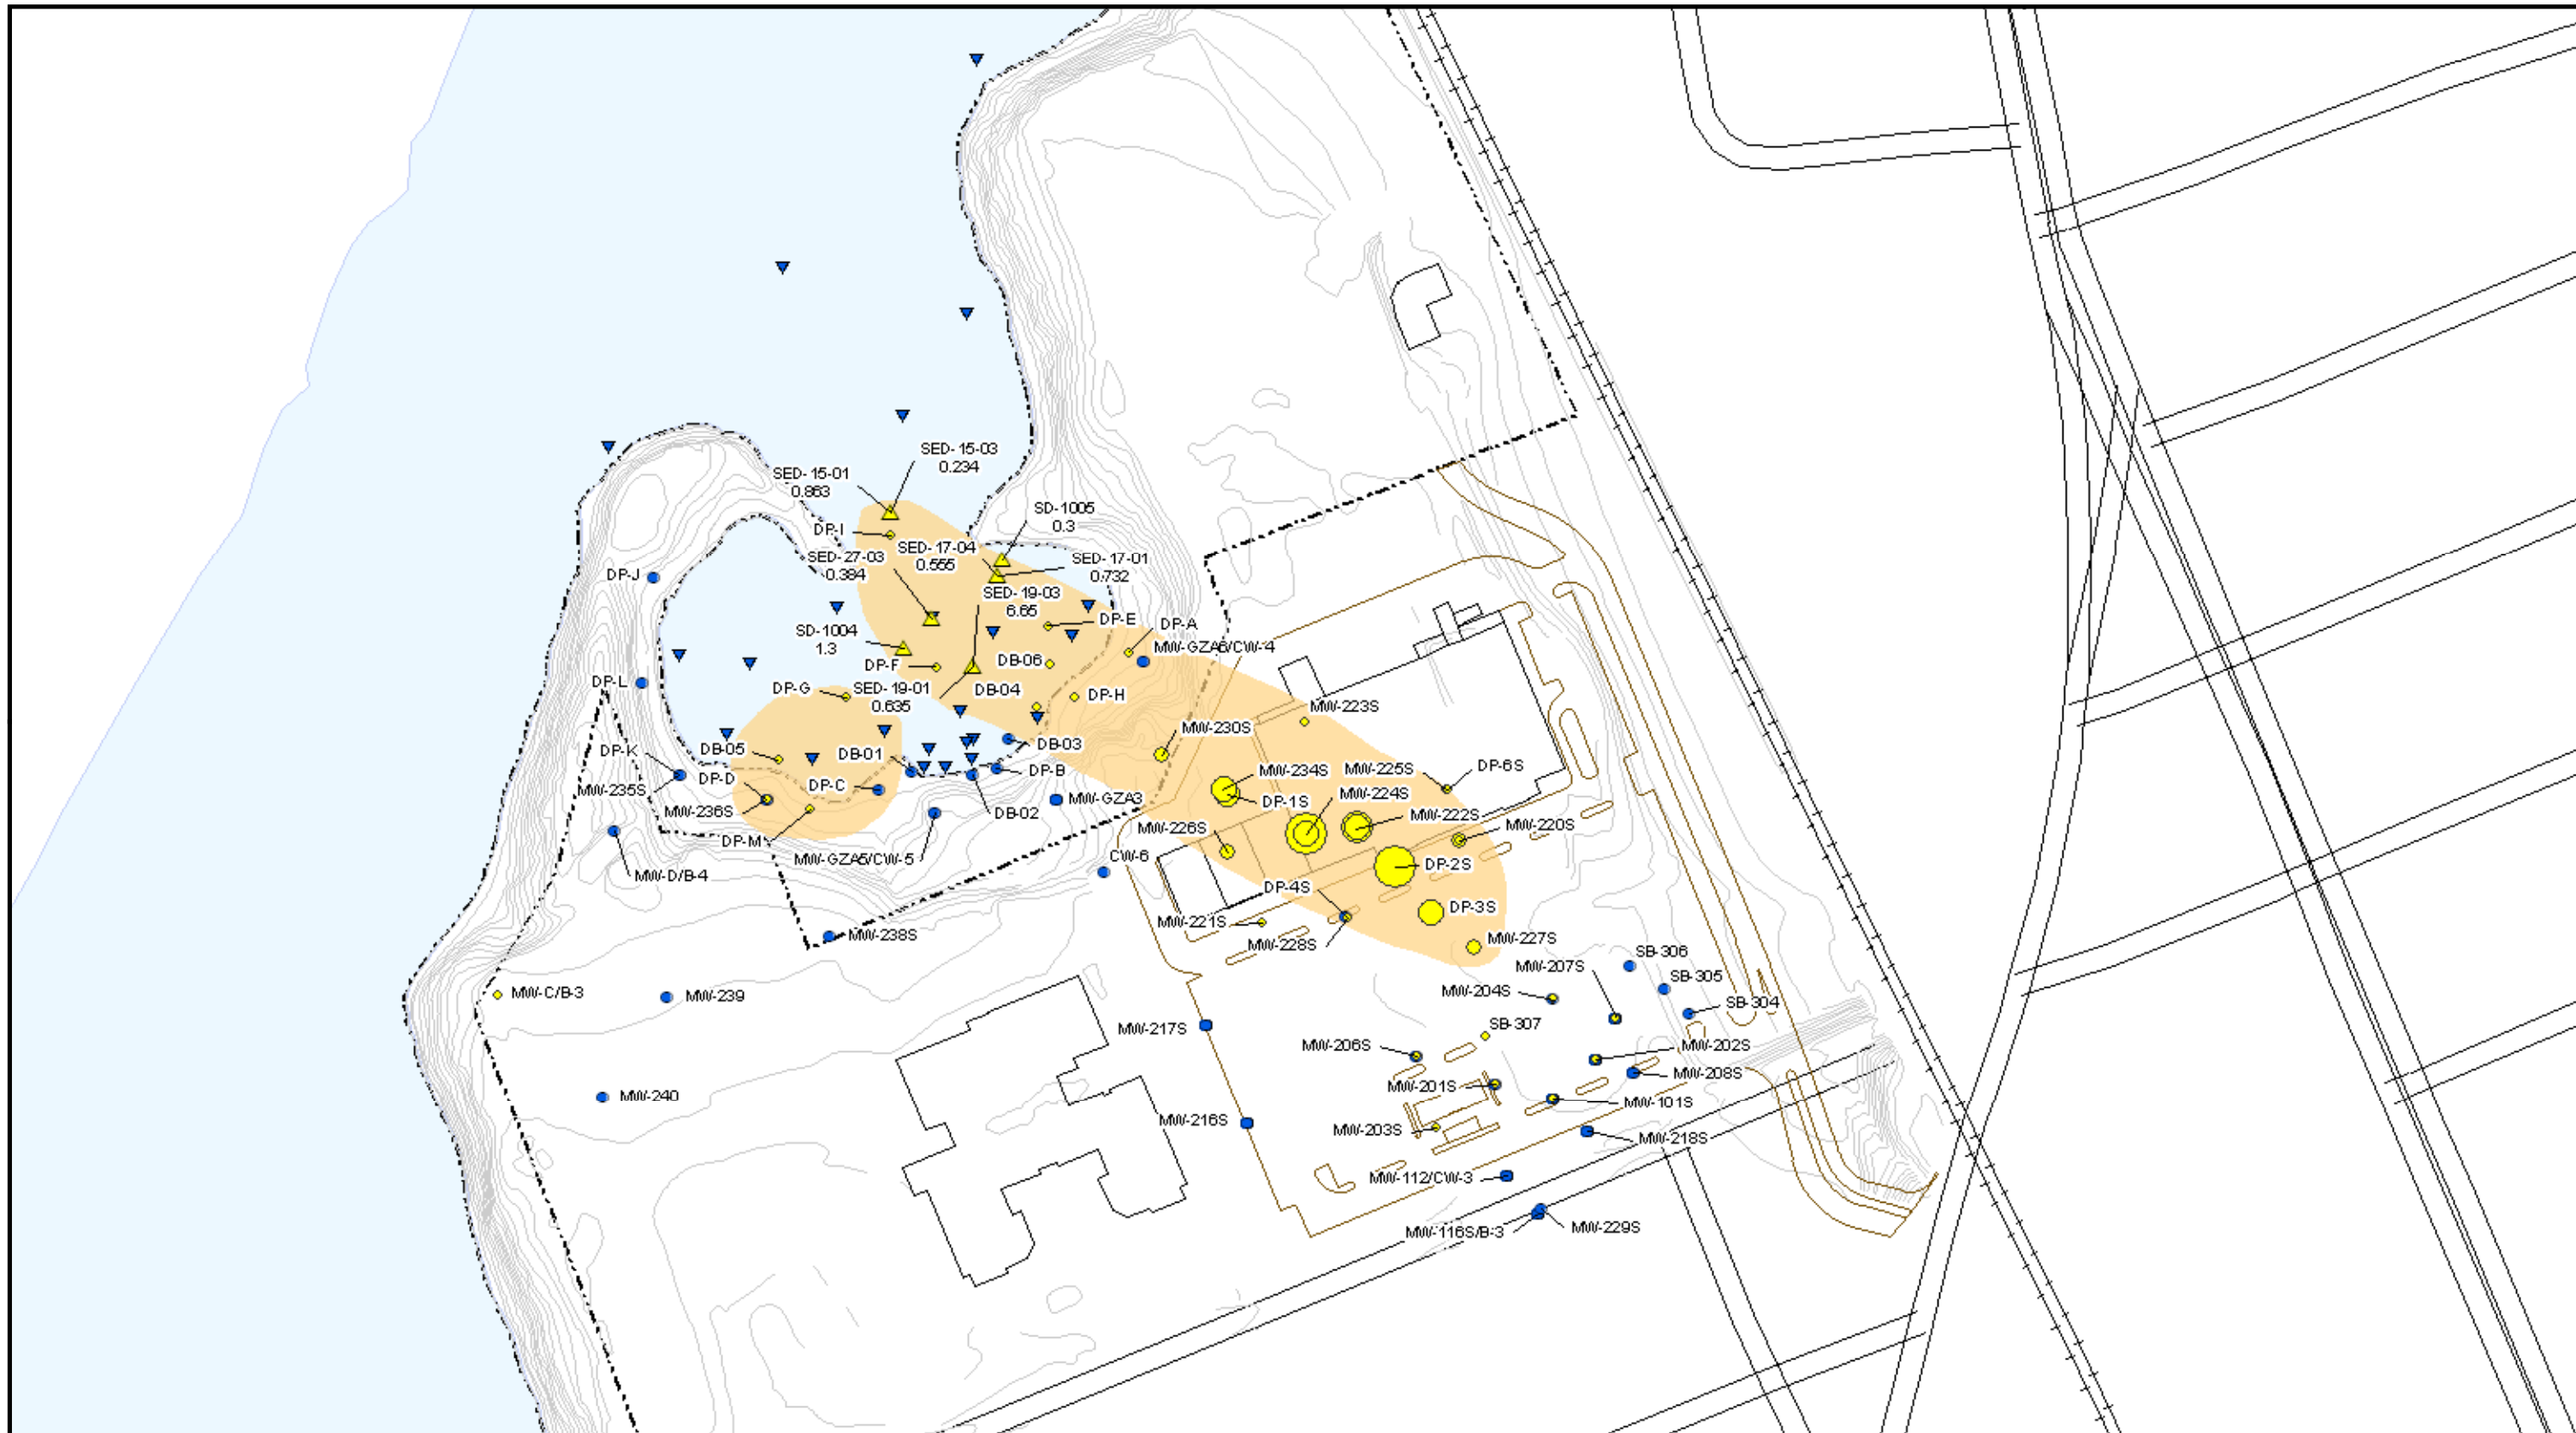 SED-15-03
0.234
SED-15-01
0.863
SD-1005
0.3
DP-I
SED-17-04
0.555
SED-27-03
0.384
SED-17-01
0.732
DP-J
SED-19-03
6.65
DP-E
DP-A
SD-1004
1.3
MW-GZA6/CW-4
DP-F
DB-06
DP-L
DP-G
SED-19-01
0.635
DB-04
DP-H
MW-223S
MW-230S
DB-05
DB-01
DB-03
DP-K
DP-D
MW-235S
DP-C
DP-B
MW-234S
MW-225S
DP-6S
MW-236S
MW-GZA3
DP-1S
MW-224S
DB-02
MW-222S
DP-M
MW-226S
MW-220S
MW-GZA5/CW-5
CW-6
MW-D/B-4
DP-2S
DP-4S
DP-3S
MW-221S
MW-238S
MW-228S
MW-227S
SB-306
MW-207S
SB-305
MW-C/B-3
MW-239
MW-204S
SB-304
MW-217S
SB-307
MW-206S
MW-202S
MW-208S
MW-201S
MW-240
MW-101S
MW-216S
MW-203S
MW-218S
MW-112/CW-3
MW-116S/B-3
MW-229S